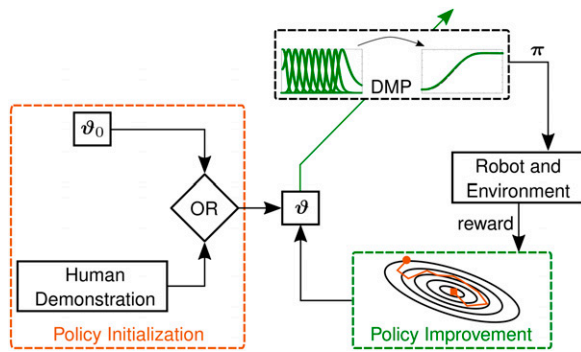 DMP
π
ϑ₀
OR
ϑ
Robot and
Environment
reward
Human
Demonstration
Policy Initialization
Policy Improvement